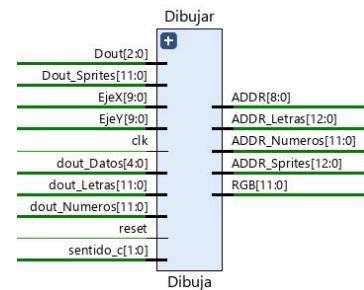 Dibujar
Dout[2:0]
Dout_Sprites[11:0]
EjeX[9:0]
EjeY[9:0]
clk
dout_Datos[4:0]
dout_Letras[11:0]
dout_Numeros[11:0]
reset
sentido_c[1:0]
ADDR[8:0]
ADDR_Letras[12:0]
ADDR_Numeros[11:0]
ADDR_Sprites[12:0]
RGB[11:0]
Dibuja